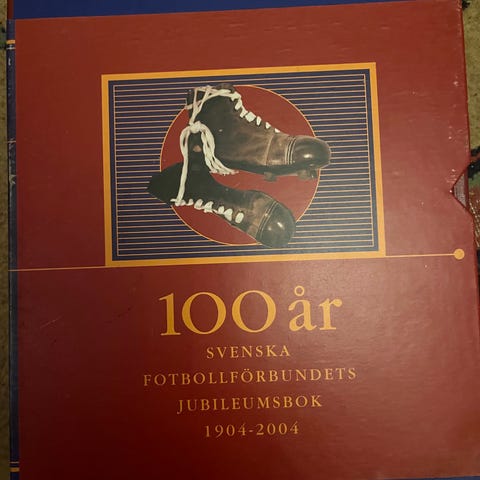 100 år
SVENSKA
FOTBOLLFÖRBUNDETS
JUBILEUMSBOK
1904-2004